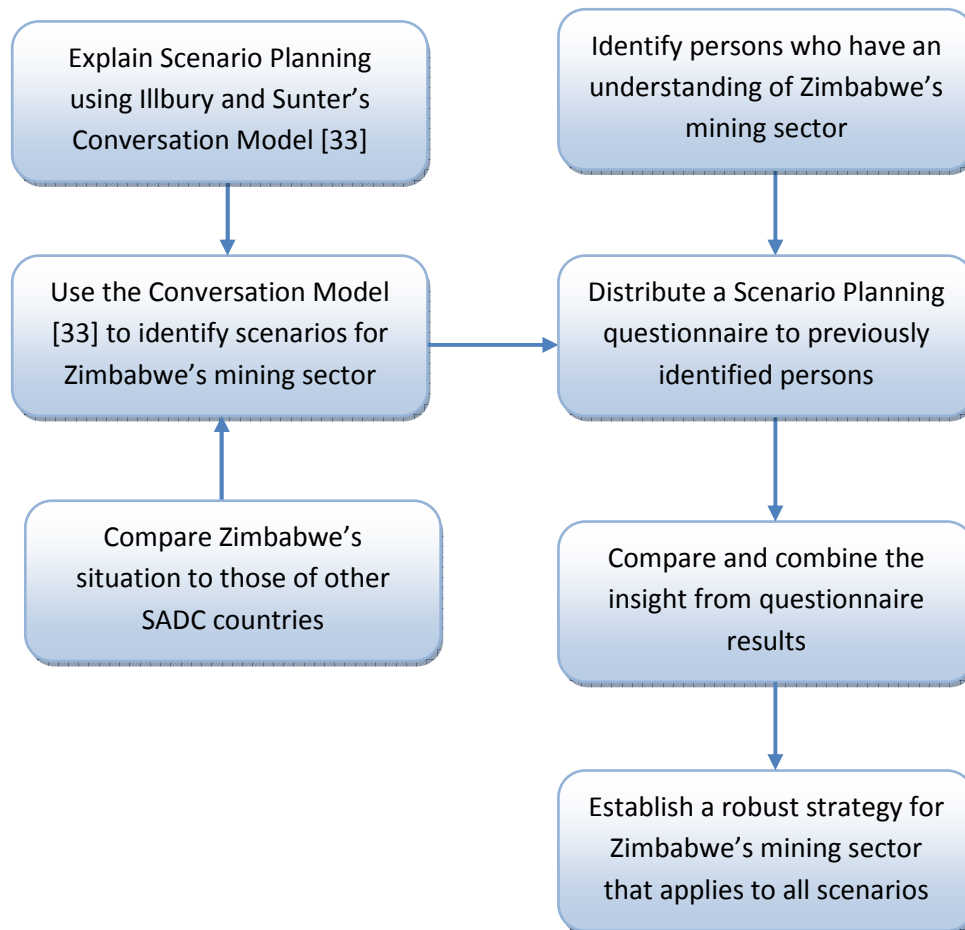 Explain Scenario Planning
using Illbury and Sunter’s
Conversation Model [33]
Identify persons who have an
understanding of Zimbabwe’s
mining sector
Use the Conversation Model
[33] to identify scenarios for
Zimbabwe’s mining sector
Distribute a Scenario Planning
questionnaire to previously
identified persons
Compare Zimbabwe’s
situation to those of other
SADC countries
Compare and combine the
insight from questionnaire
results
Establish a robust strategy for
Zimbabwe’s mining sector
that applies to all scenarios